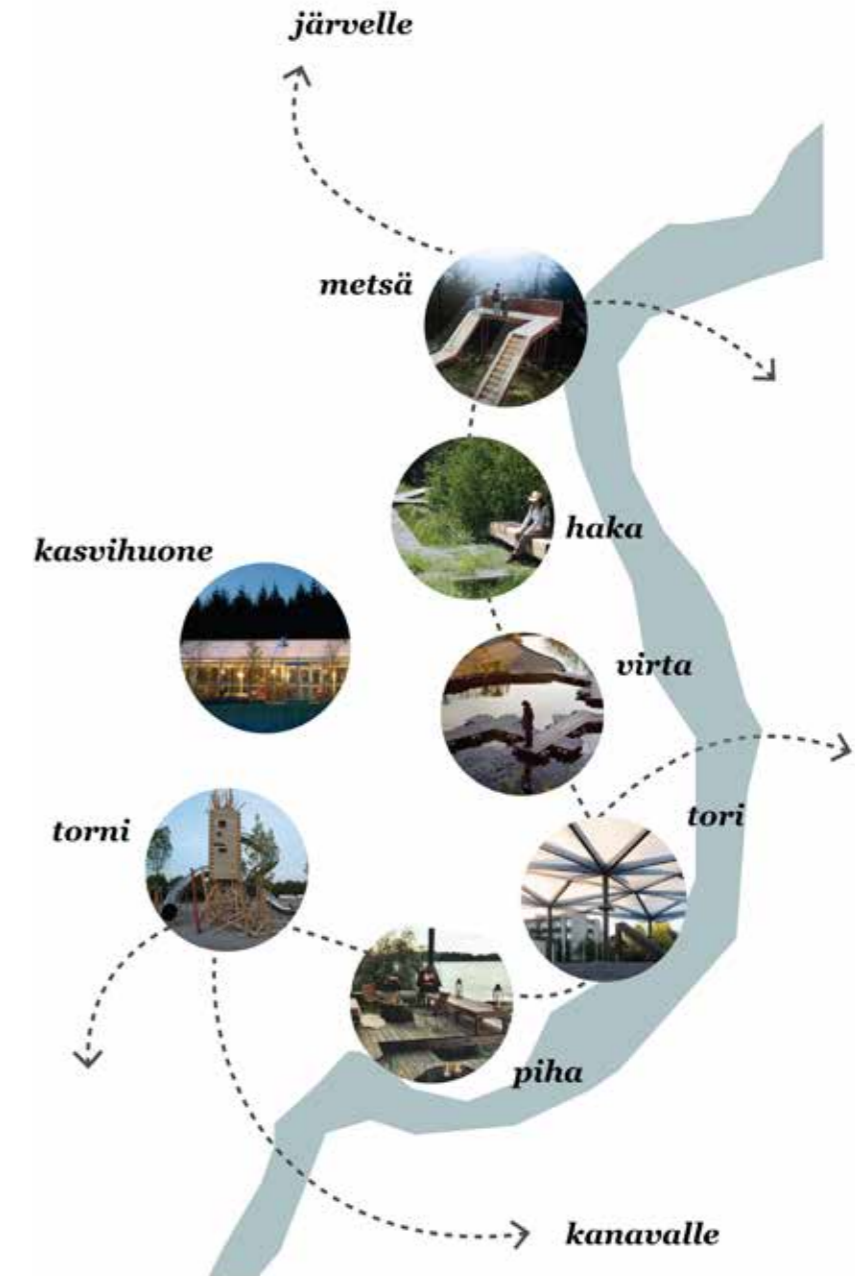 järvelle
metsä
haka
kasvihuone
virta
tori
torni
piha
kanavalle